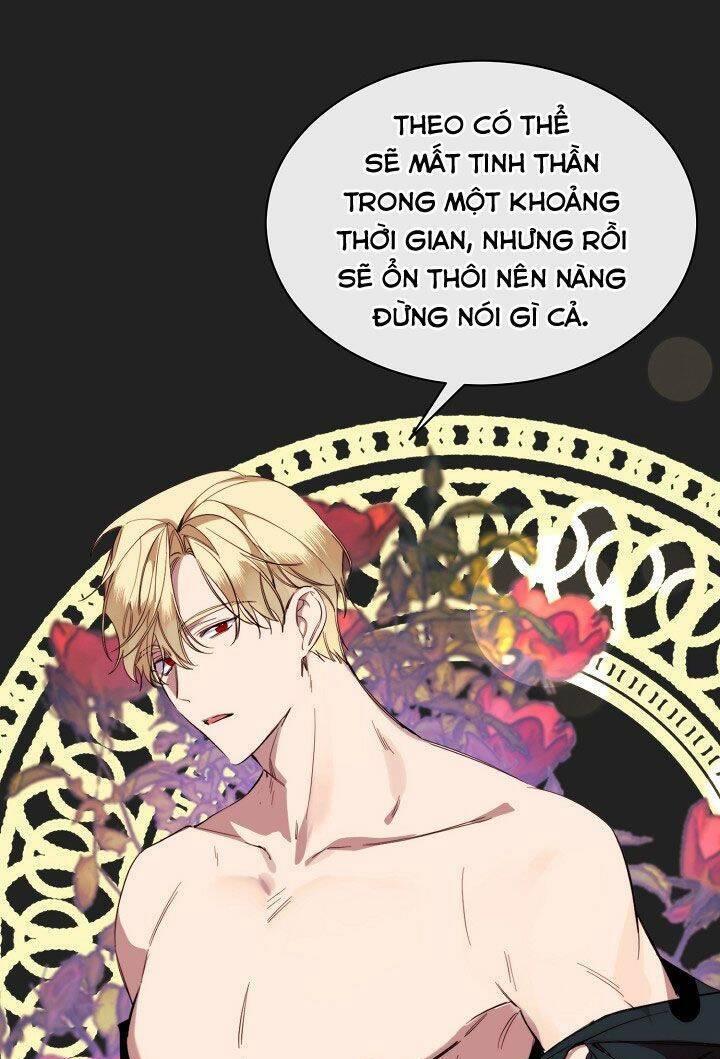 THEO CÓ THỂ
SẼ MẤT TINH THẦN
TRONG MỘT KHOẢNG
THỜI GIAN, NHƯNG RỒI
SẼ ỔN THÔI NÊN NÀNG
ĐỪNG NÓI GÌ CẢ.